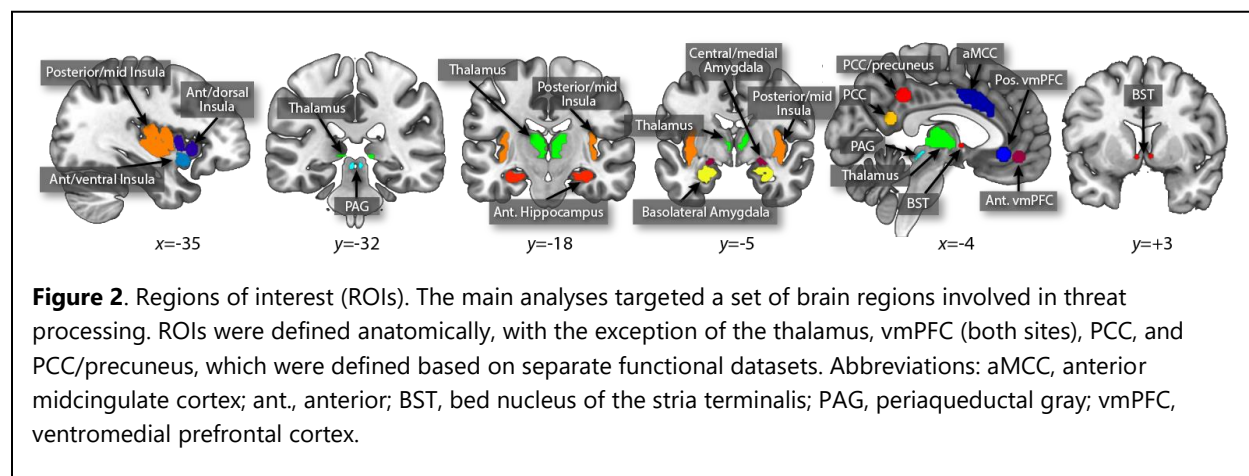 Posterior/mid Insula
Ant/dorsal
Insula
Ant/ventral Insula
x=-35
Thalamus
PAG
y=-32
Thalamus
Posterior/mid
Insula
Ant. Hippocampus
y=-18
Central/medial
Amygdala
Posterior/mid
Insula
Thalamus
Basolateral Amygdala
y=-5
PCC/precuneus
aMCC
Pos. vmPFC
PCC
PAG
Thalamus
BST
Ant. vmPFC
x=-4
BST
y=+3
Figure 2. Regions of interest (ROIs). The main analyses targeted a set of brain regions involved in threat
processing. ROIs were defined anatomically, with the exception of the thalamus, vmPFC (both sites), PCC, and
PCC/precuneus, which were defined based on separate functional datasets. Abbreviations: aMCC, anterior
midcingulate cortex; ant., anterior; BST, bed nucleus of the stria terminalis; PAG, periaqueductal gray; vmPFC,
ventromedial prefrontal cortex.